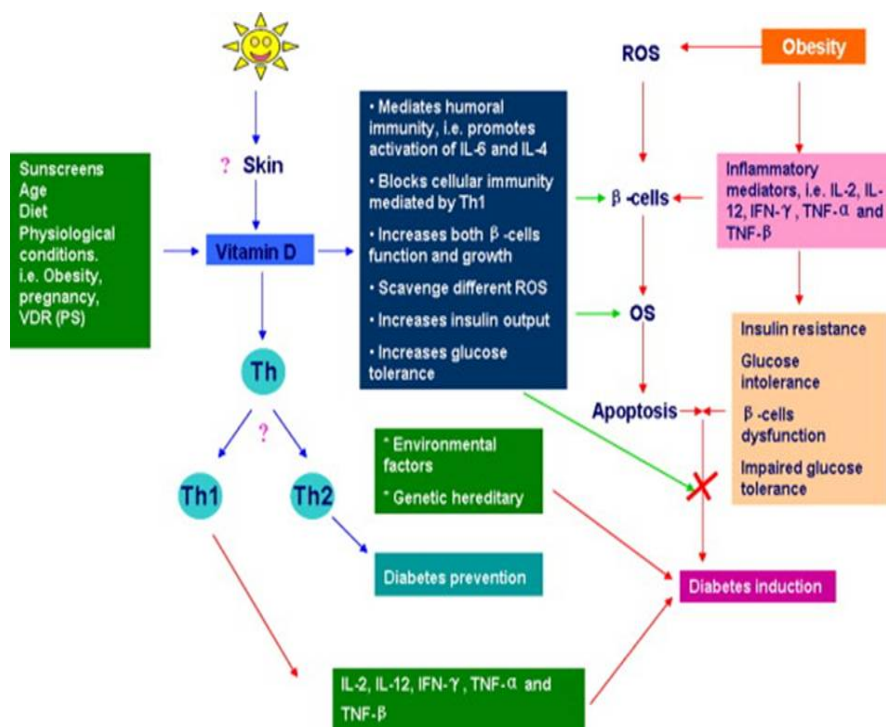 ROS
Obesity
• Mediates humoral
immunity, i.e. promotes
activation of IL-6 and IL-4
• Blocks cellular immunity
mediated by Th1
• Increases both β-cells
function and growth
• Scavenge different ROS
• Increases insulin output
• Increases glucose
tolerance
Sunscreens
Age
Diet
Physiological
conditions.
i.e. Obesity,
pregnancy,
VDR (PS)
? Skin
Vitamin D
β-cells
Inflammatory
mediators, i.e. IL-2, IL-
12, IFN-γ, TNF-α and
TNF-β
OS
Insulin resistance
Glucose
intolerance
β-cells
dysfunction
Impaired glucose
tolerance
Th
?
Apoptosis
* Environmental
factors
* Genetic hereditary
Th1
Th2
Diabetes prevention
Diabetes induction
IL-2, IL-12, IFN-γ, TNF-α and
TNF-β